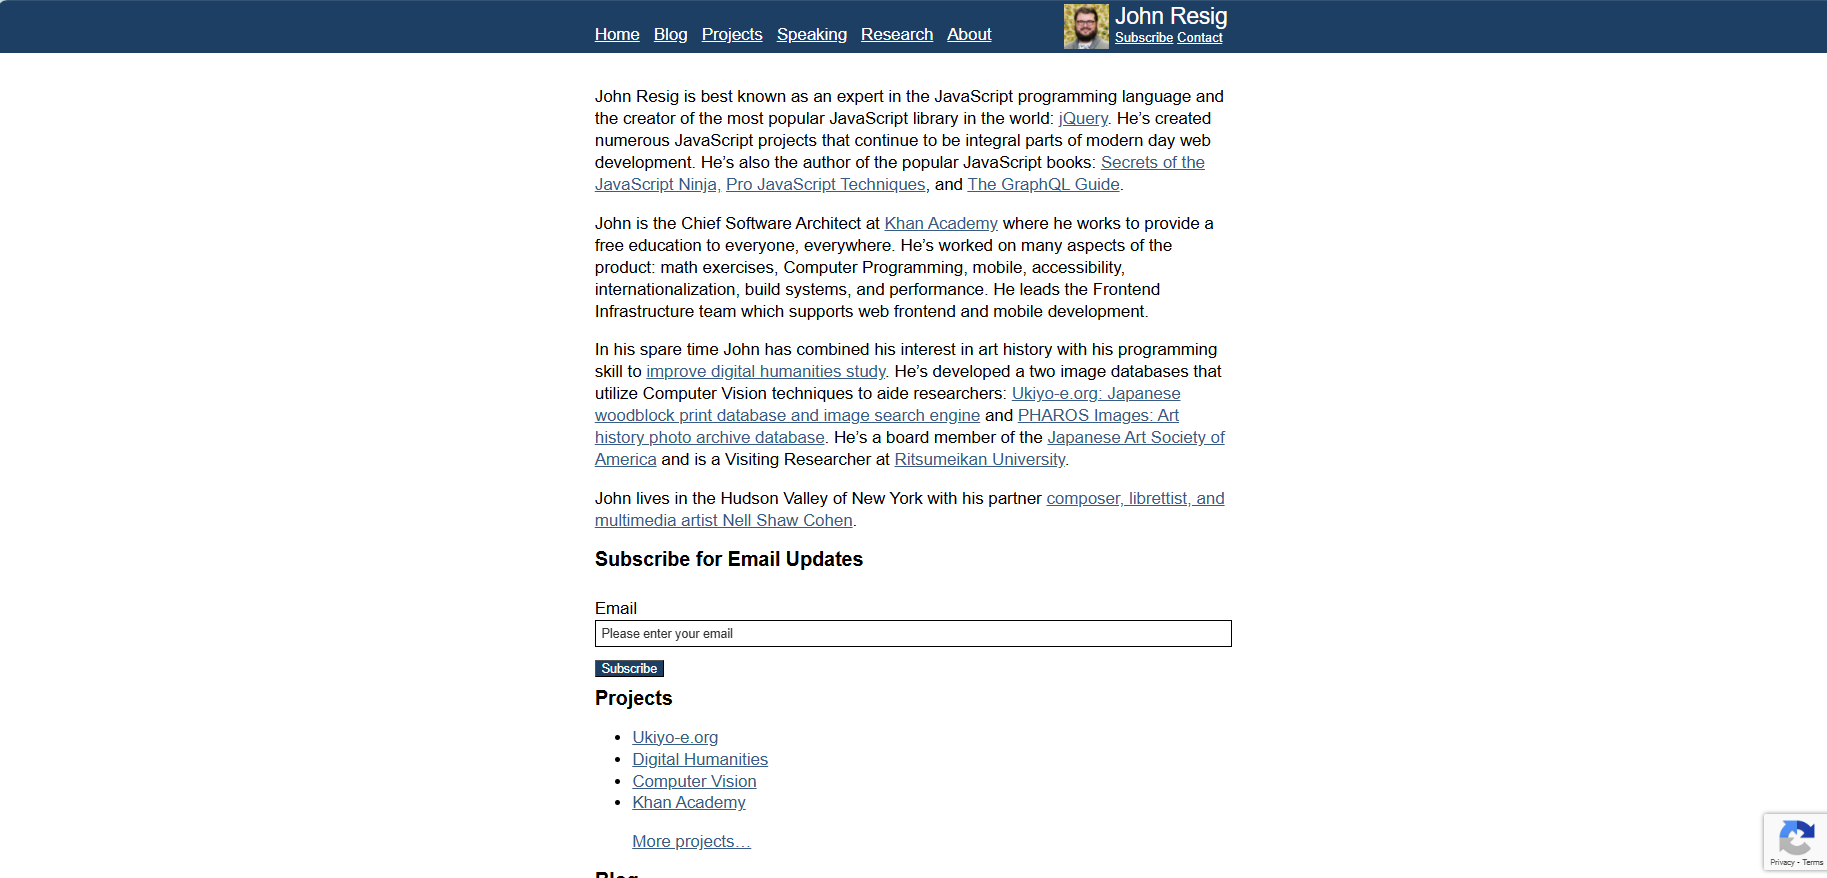 Home Blog Projects Speaking Research About
John Resig
Subscribe Contact
John Resig is best known as an expert in the JavaScript programming language and
the creator of the most popular JavaScript library in the world: jQuery. He’s created
numerous JavaScript projects that continue to be integral parts of modern day web
development. He’s also the author of the popular JavaScript books: Secrets of the
JavaScript Ninja, Pro JavaScript Techniques, and The GraphQL Guide.
John is the Chief Software Architect at Khan Academy where he works to provide a
free education to everyone, everywhere. He’s worked on many aspects of the
product: math exercises, Computer Programming, mobile, accessibility,
internationalization, build systems, and performance. He leads the Frontend
Infrastructure team which supports web frontend and mobile development.
In his spare time John has combined his interest in art history with his programming
skill to improve digital humanities study. He’s developed a two image databases that
utilize Computer Vision techniques to aide researchers: Ukiyo-e.org: Japanese
woodblock print database and image search engine and PHAROS Images: Art
history photo archive database. He’s a board member of the Japanese Art Society of
America and is a Visiting Researcher at Ritsumeikan University.
John lives in the Hudson Valley of New York with his partner composer, librettist, and
multimedia artist Nell Shaw Cohen.
Subscribe for Email Updates
Email
Please enter your email
Subscribe
Projects
• Ukiyo-e.org
• Digital Humanities
• Computer Vision
• Khan Academy
More projects…
Blog
Privacy - Terms